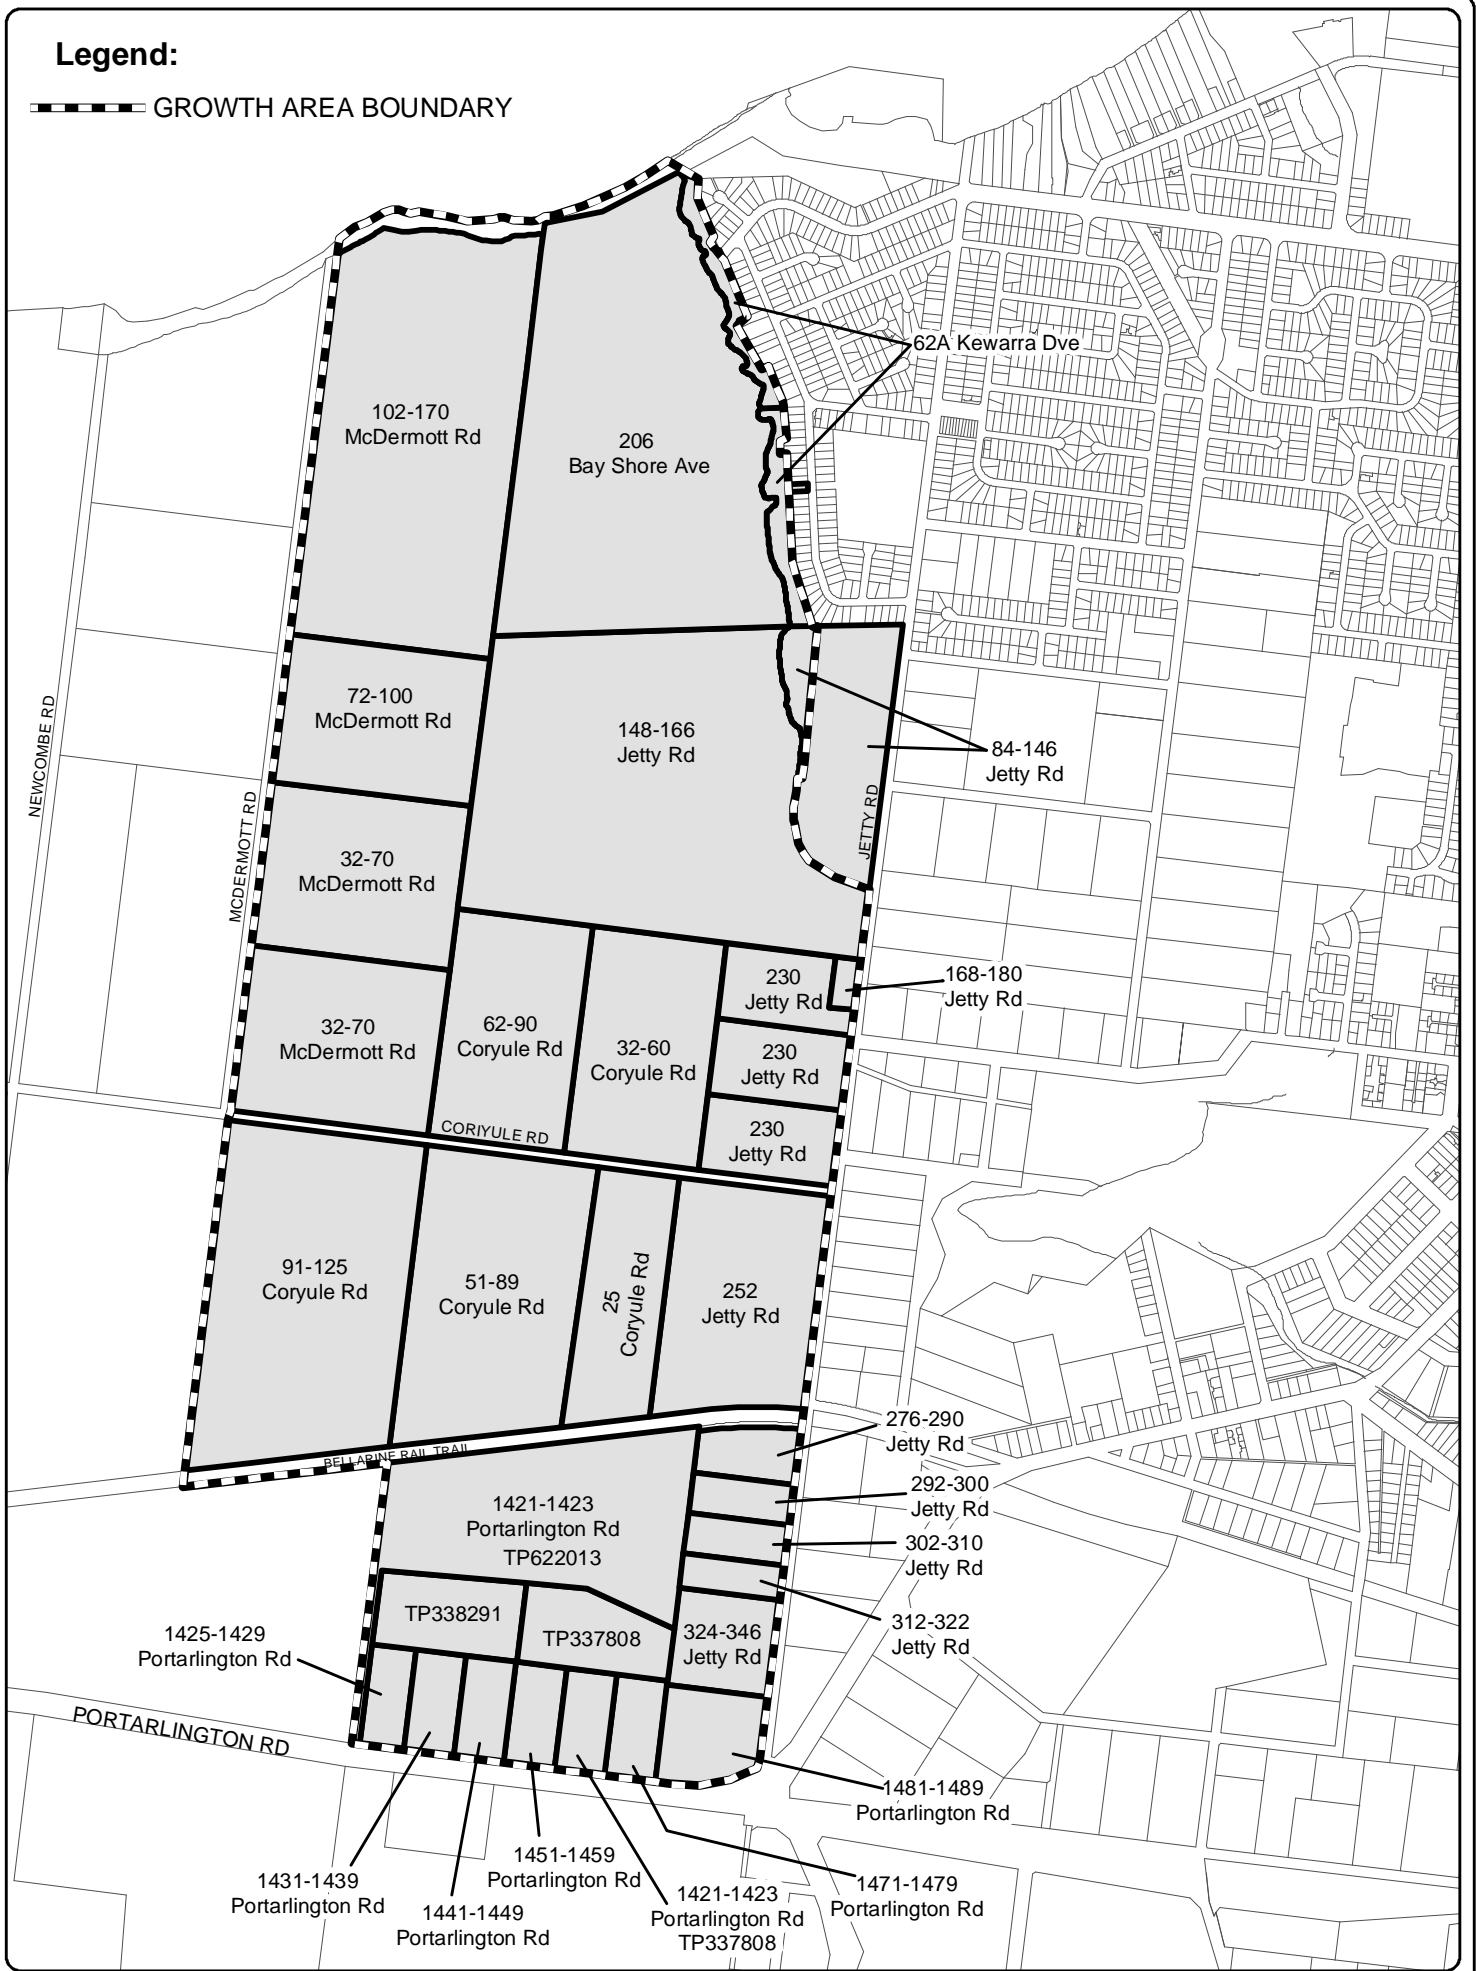 Legend:
GROWTH AREA BOUNDARY
62A Kewarra Dve
102-170
McDermott Rd
206
Bay Shore Ave
72-100
McDermott Rd
148-166
Jetty Rd
84-146
Jetty Rd
NEWCOMBE RD
MCDERMOTT RD
JETTY RD
32-70
McDermott Rd
230
Jetty Rd
168-180
Jetty Rd
32-70
McDermott Rd
62-90
Coryule Rd
32-60
Coryule Rd
230
Jetty Rd
230
Jetty Rd
CORIYULE RD
91-125
Coryule Rd
51-89
Coryule Rd
25
Coryule Rd
252
Jetty Rd
276-290
Jetty Rd
BELLARINE RAIL TRAIL
292-300
Jetty Rd
1421-1423
Portarlington Rd
TP622013
302-310
Jetty Rd
TP338291
TP337808
324-346
Jetty Rd
312-322
Jetty Rd
1425-1429
Portarlington Rd
PORTARLINGTON RD
1481-1489
Portarlington Rd
1451-1459
Portarlington Rd
1431-1439
Portarlington Rd
1441-1449
Portarlington Rd
1421-1423
Portarlington Rd
TP337808
1471-1479
Portarlington Rd